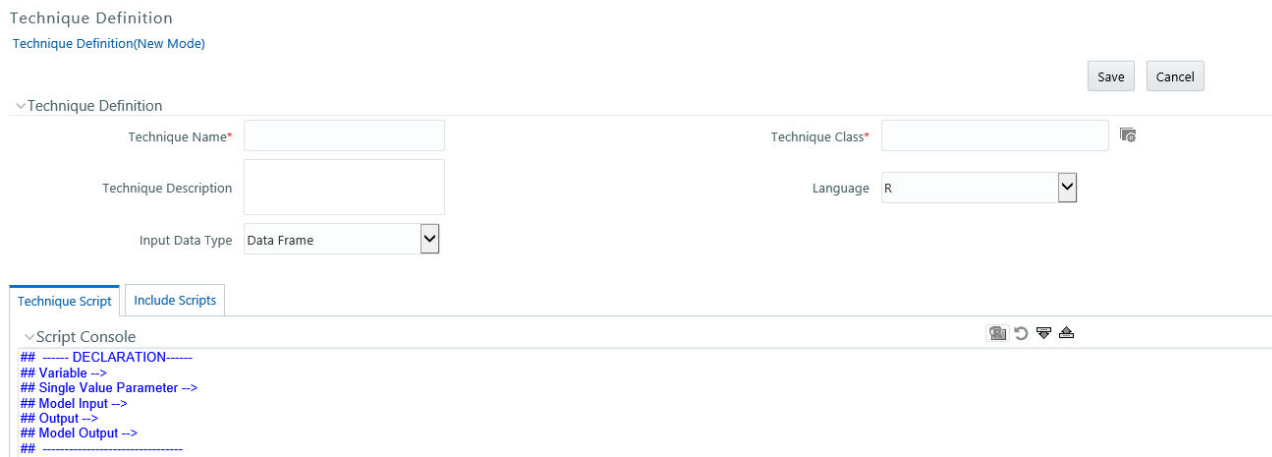 Technique Definition
Technique Definition(New Mode)
Save Cancel
Technique Definition
Technique Name* Technique Class*
Technique Description Language R
Input Data Type Data Frame
Technique Script Include Scripts
Script Console
## ------ DECLARATION------
## Variable -->
## Single Value Parameter -->
## Model Input -->
## Output -->
## Model Output -->
## --------------------------------